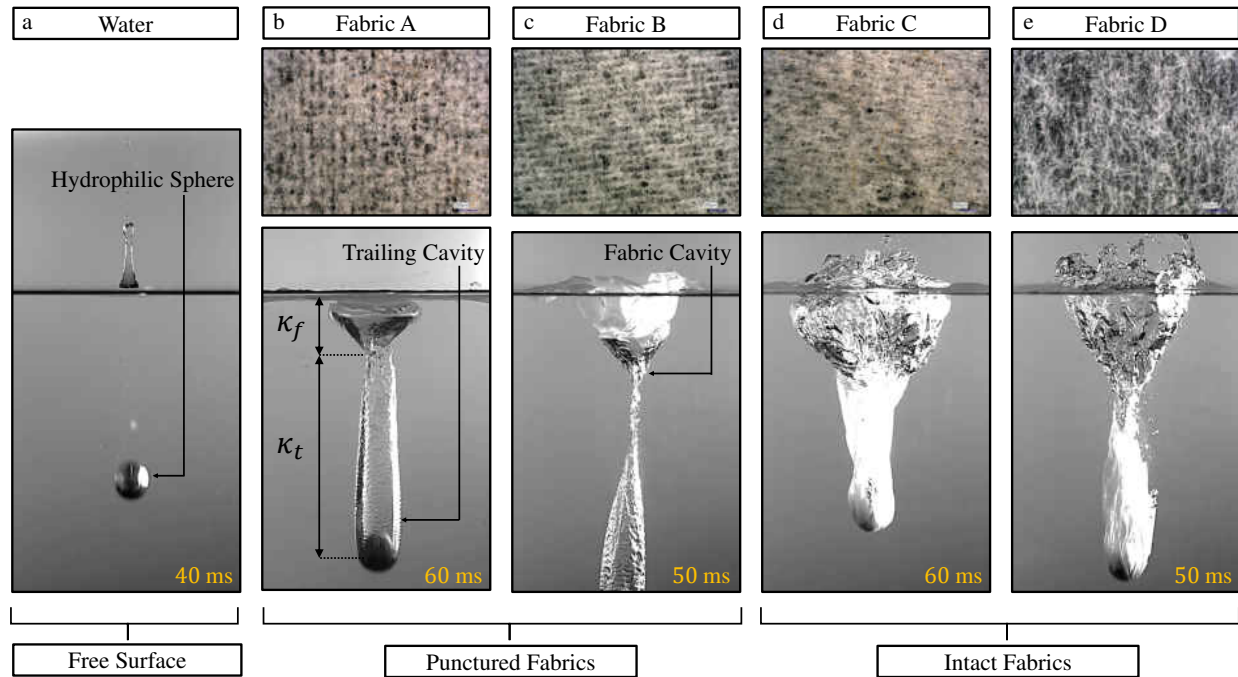 a
Water
b
Fabric A
c
Fabric B
d
Fabric C
e
Fabric D
Hydrophilic Sphere
Trailing Cavity
Fabric Cavity
κf
κt
40 ms
60 ms
50 ms
60 ms
50 ms
Free Surface
Punctured Fabrics
Intact Fabrics